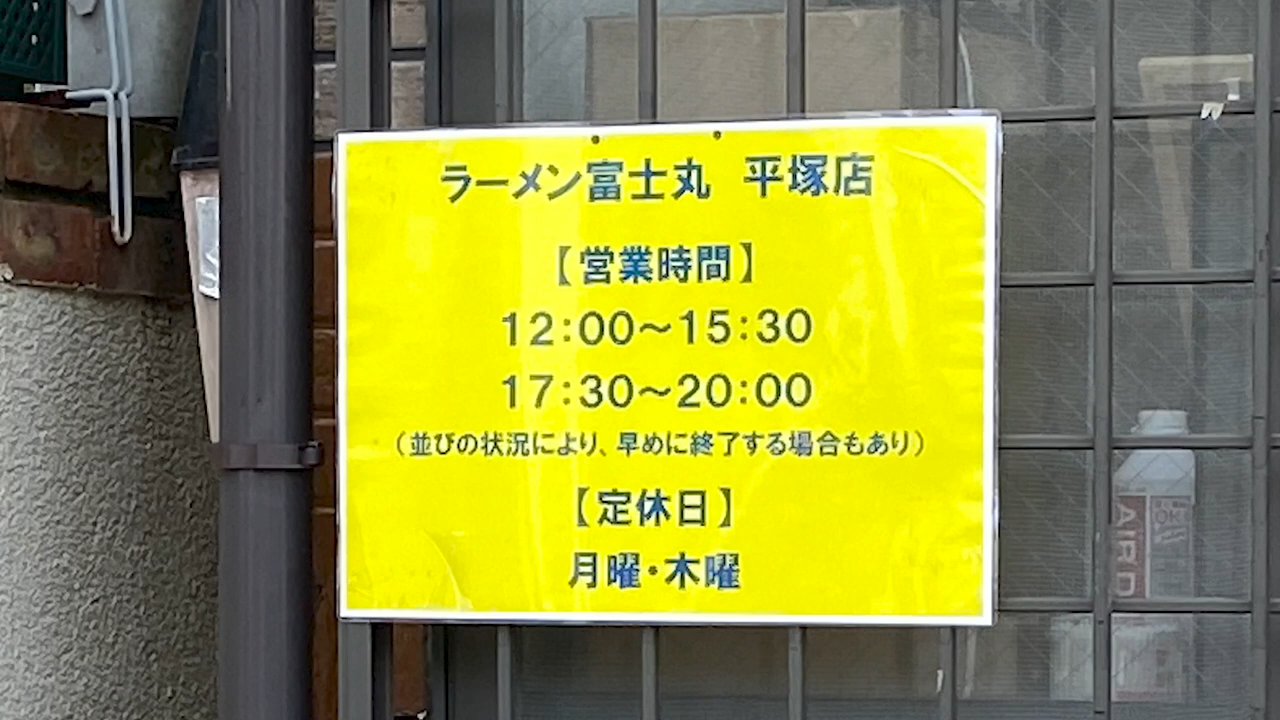 ラーメン富士丸 平塚店
【営業時間】
12:00～15:30
17:30～20:00
（並びの状況により、早めに終了する場合もあり）
【定休日】
月曜・木曜